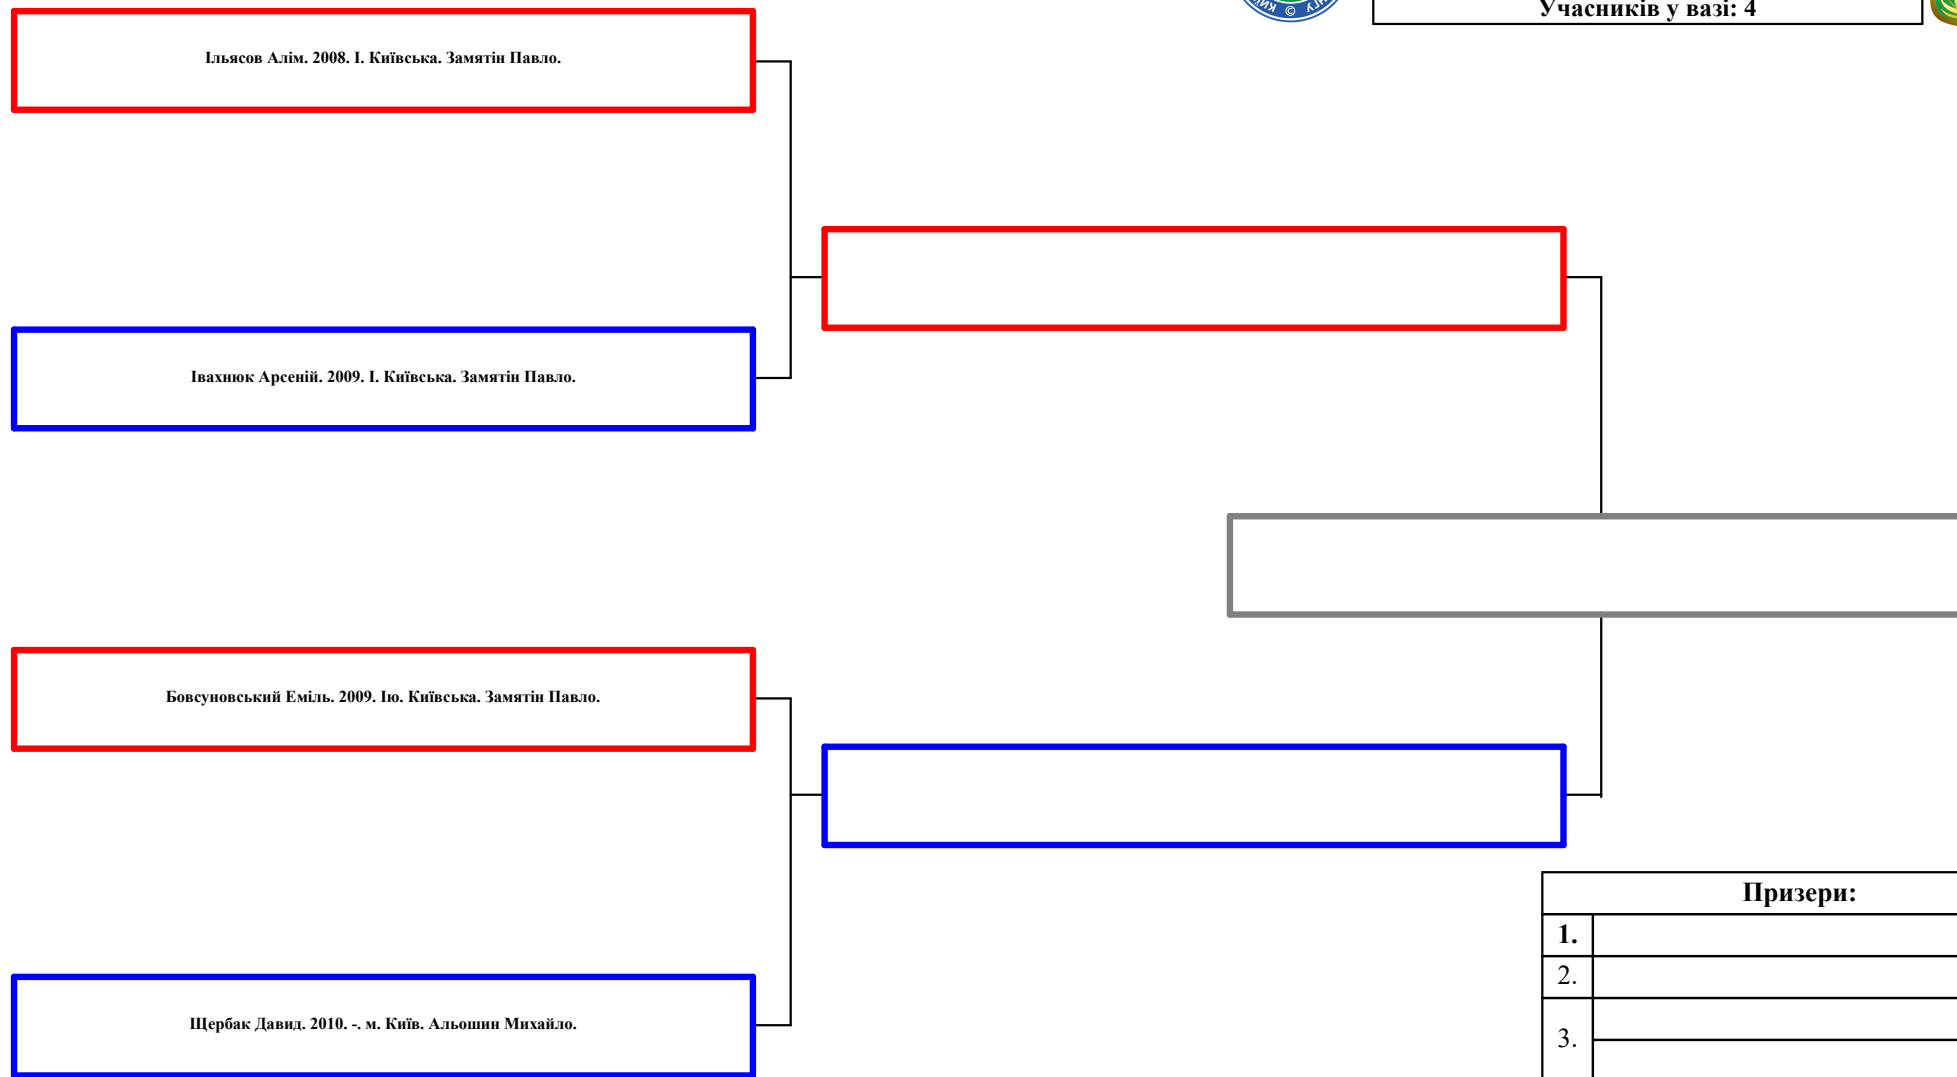 Учасників у вазі: 4
Ільясов Алім. 2008. І. Київська. Замятін Павло.
Івахнюк Арсеній. 2009. І. Київська. Замятін Павло.
Бовсуновський Еміль. 2009. Ію. Київська. Замятін Павло.
Щербак Давид. 2010. -. м. Київ. Альошин Михайло.
Призери:
1.
2.
3.